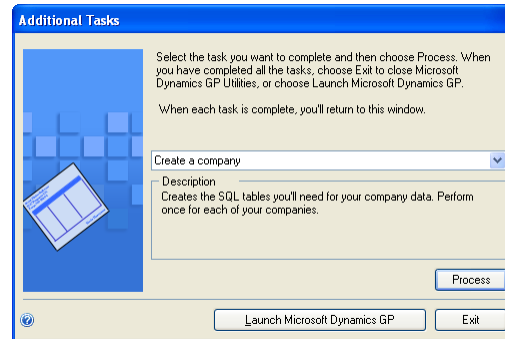 Additional Tasks
Select the task you want to complete and then choose Process. When
you have completed all the tasks, choose Exit to close Microsoft
Dynamics GP Utilities, or choose Launch Microsoft Dynamics GP.
When each task is complete, you'll return to this window.
Create a company
Description
Creates the SQL tables you'll need for your company data. Perform
once for each of your companies.
Process
Launch Microsoft Dynamics GP
Exit